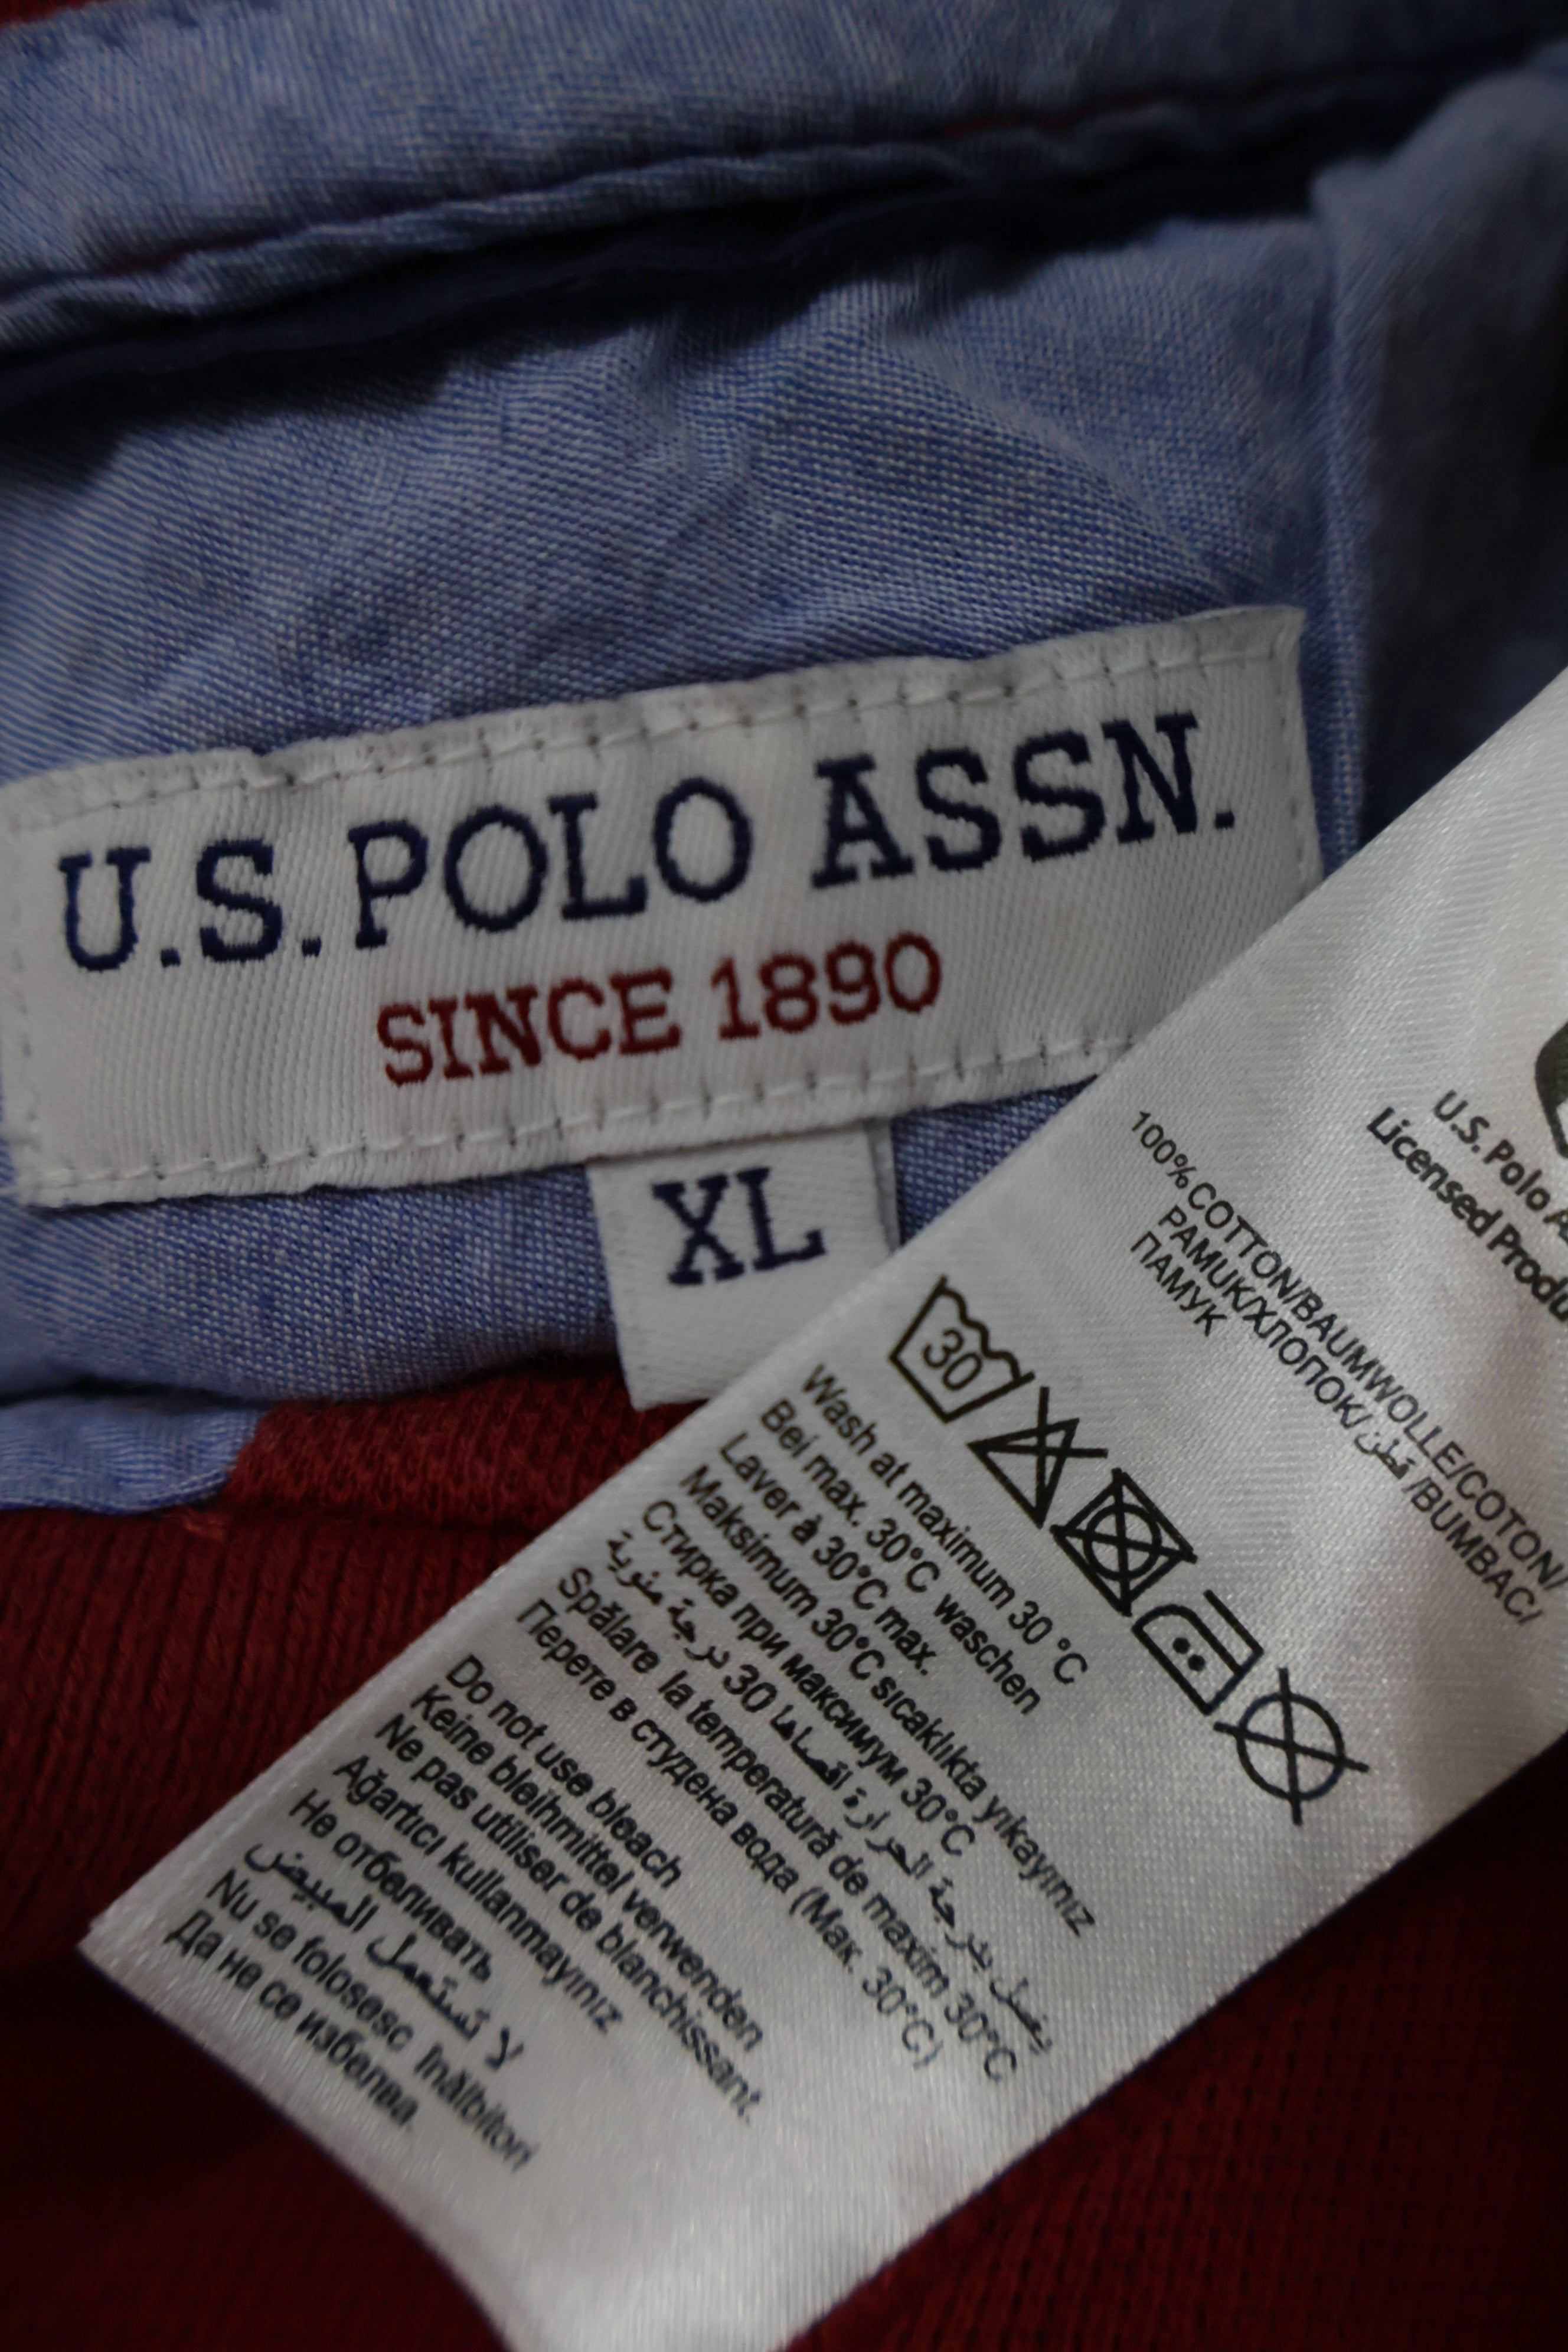 U.S. POLO ASSN.
SINCE 1890
XL
U.S. Polo
Licensed
100% COTTON/BAUMWOLLE/COTON/
PAMUK/ХЛОПОК/قطن/BUMBAC/
ПАМУК
30
Wash at maximum 30 °C
Bei max. 30°C waschen
Laver à 30°C max.
Maksimum 30°C sıcaklıkta yıkayınız
Стирка при максимум 30°C
يغسل بدرجة الحرارة اقصاها 30 درجة مئوية
Spălare la temperatură de maxim 30°C
Перете в студена вода (Мак. 30°C)
Do not use bleach
Keine bleihmittel verwenden
Ne pas utiliser de blanchissant.
Ağartıcı kullanmayınız
Не отбеливать
لا تستعمل المبيض
Nu se folosesc înălbitori
Да не се избелва.